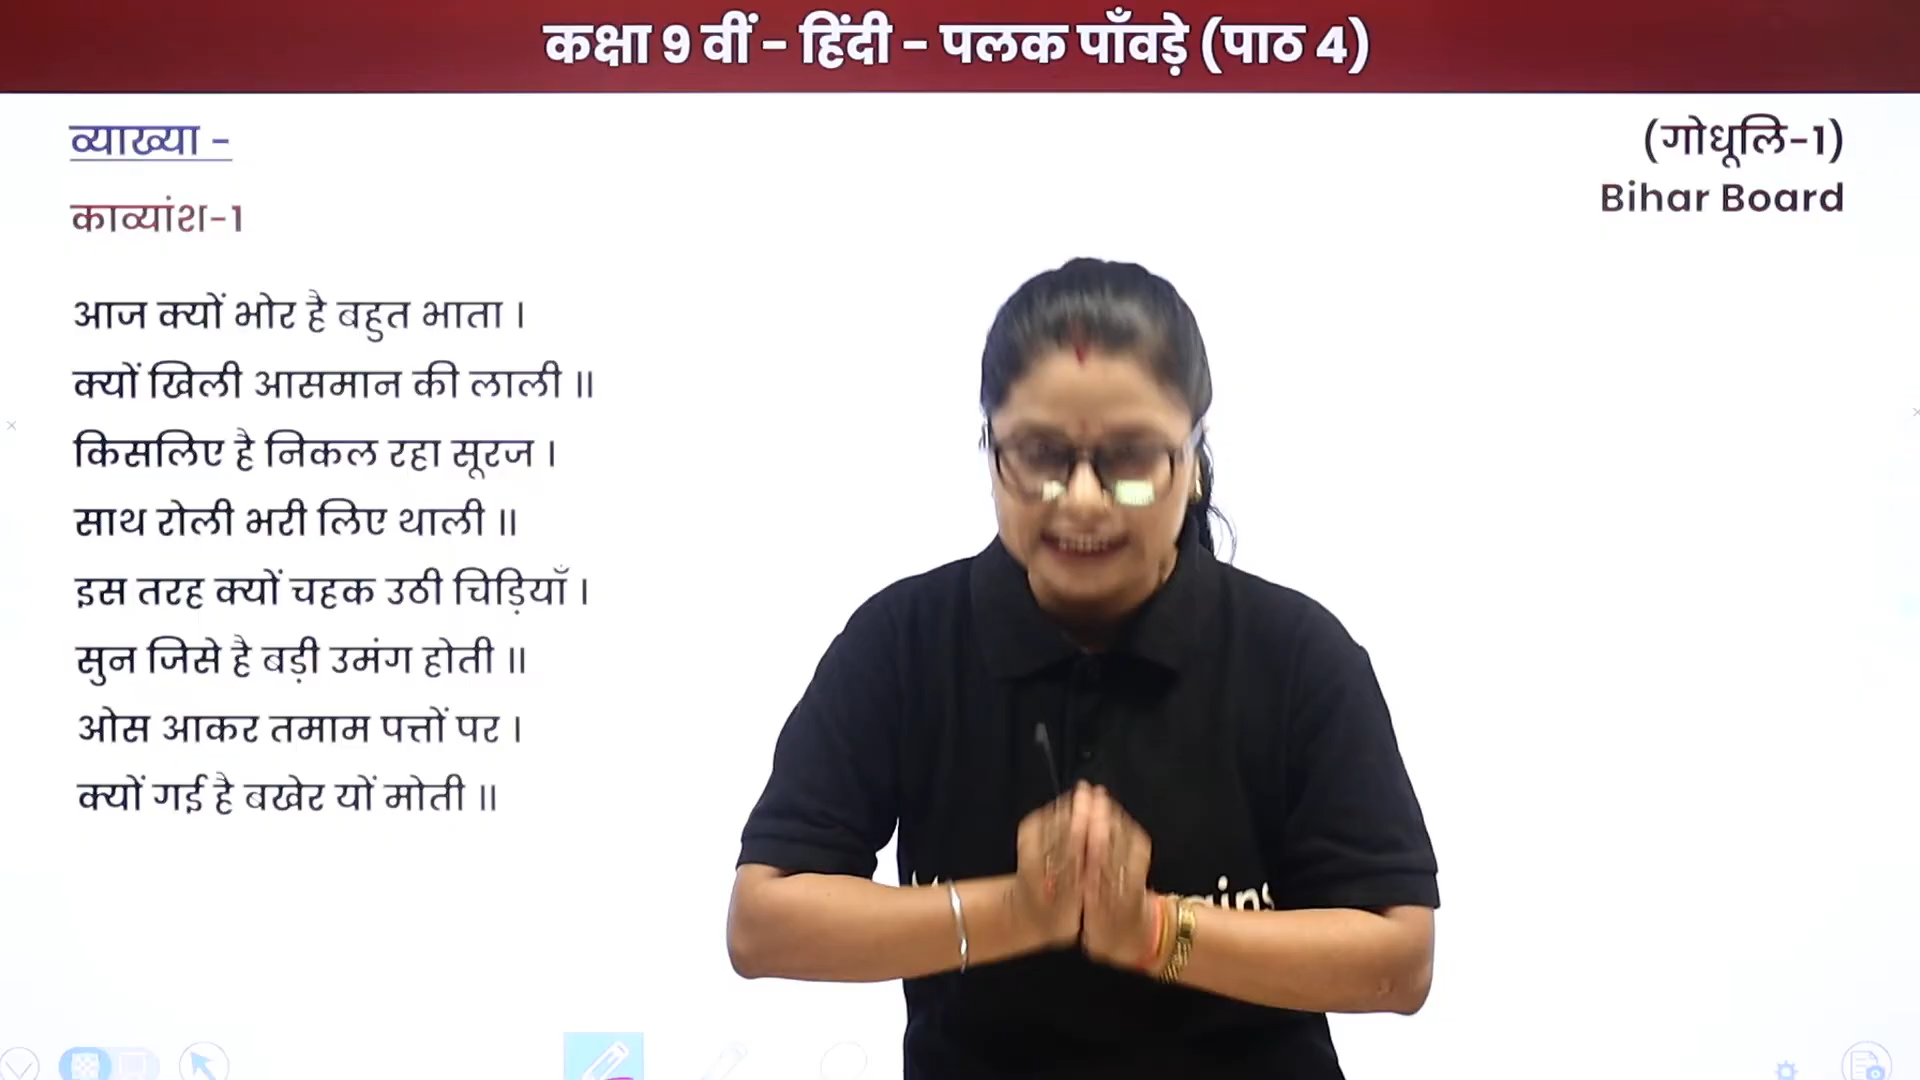 कक्षा 9 वीं - हिंदी - पलक पाँवड़े (पाठ 4)
व्याख्या -
(गोधूलि-1)
Bihar Board
काव्यांश-1
आज क्यों भोर है बहुत भाता ।
क्यों खिली आसमान की लाली ॥
किसलिए है निकल रहा सूरज ।
साथ रोली भरी लिए थाली ॥
इस तरह क्यों चहक उठी चिड़ियाँ ।
सुन जिसे है बड़ी उमंग होती ॥
ओस आकर तमाम पत्तों पर ।
क्यों गई है बखेर यों मोती ॥